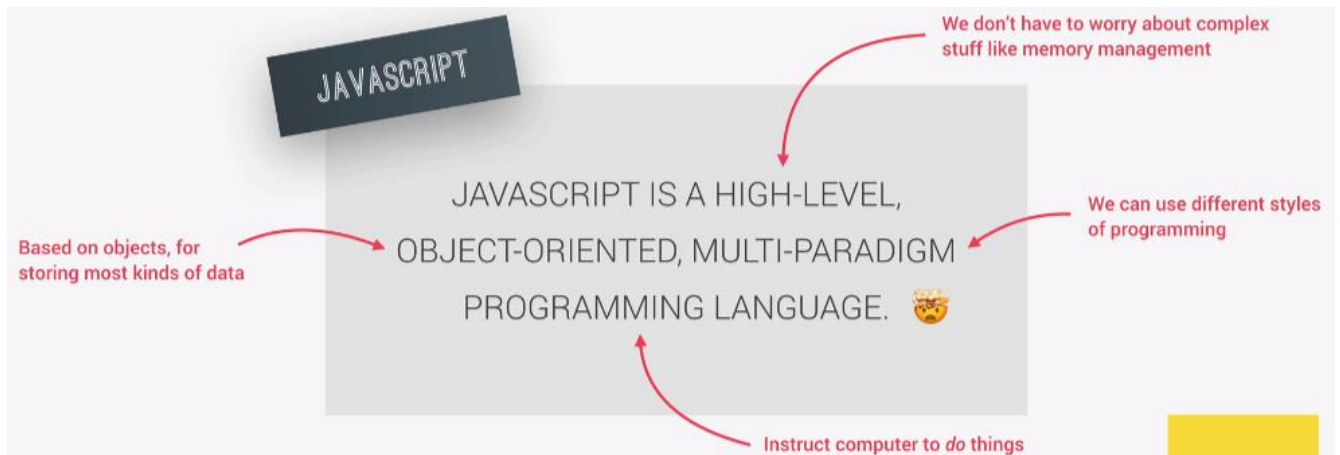 We don't have to worry about complex
stuff like memory management
JAVASCRIPT
JAVASCRIPT IS A HIGH-LEVEL,
OBJECT-ORIENTED, MULTI-PARADIGM
PROGRAMMING LANGUAGE. 🤯
We can use different styles
of programming
Based on objects, for
storing most kinds of data
Instruct computer to do things